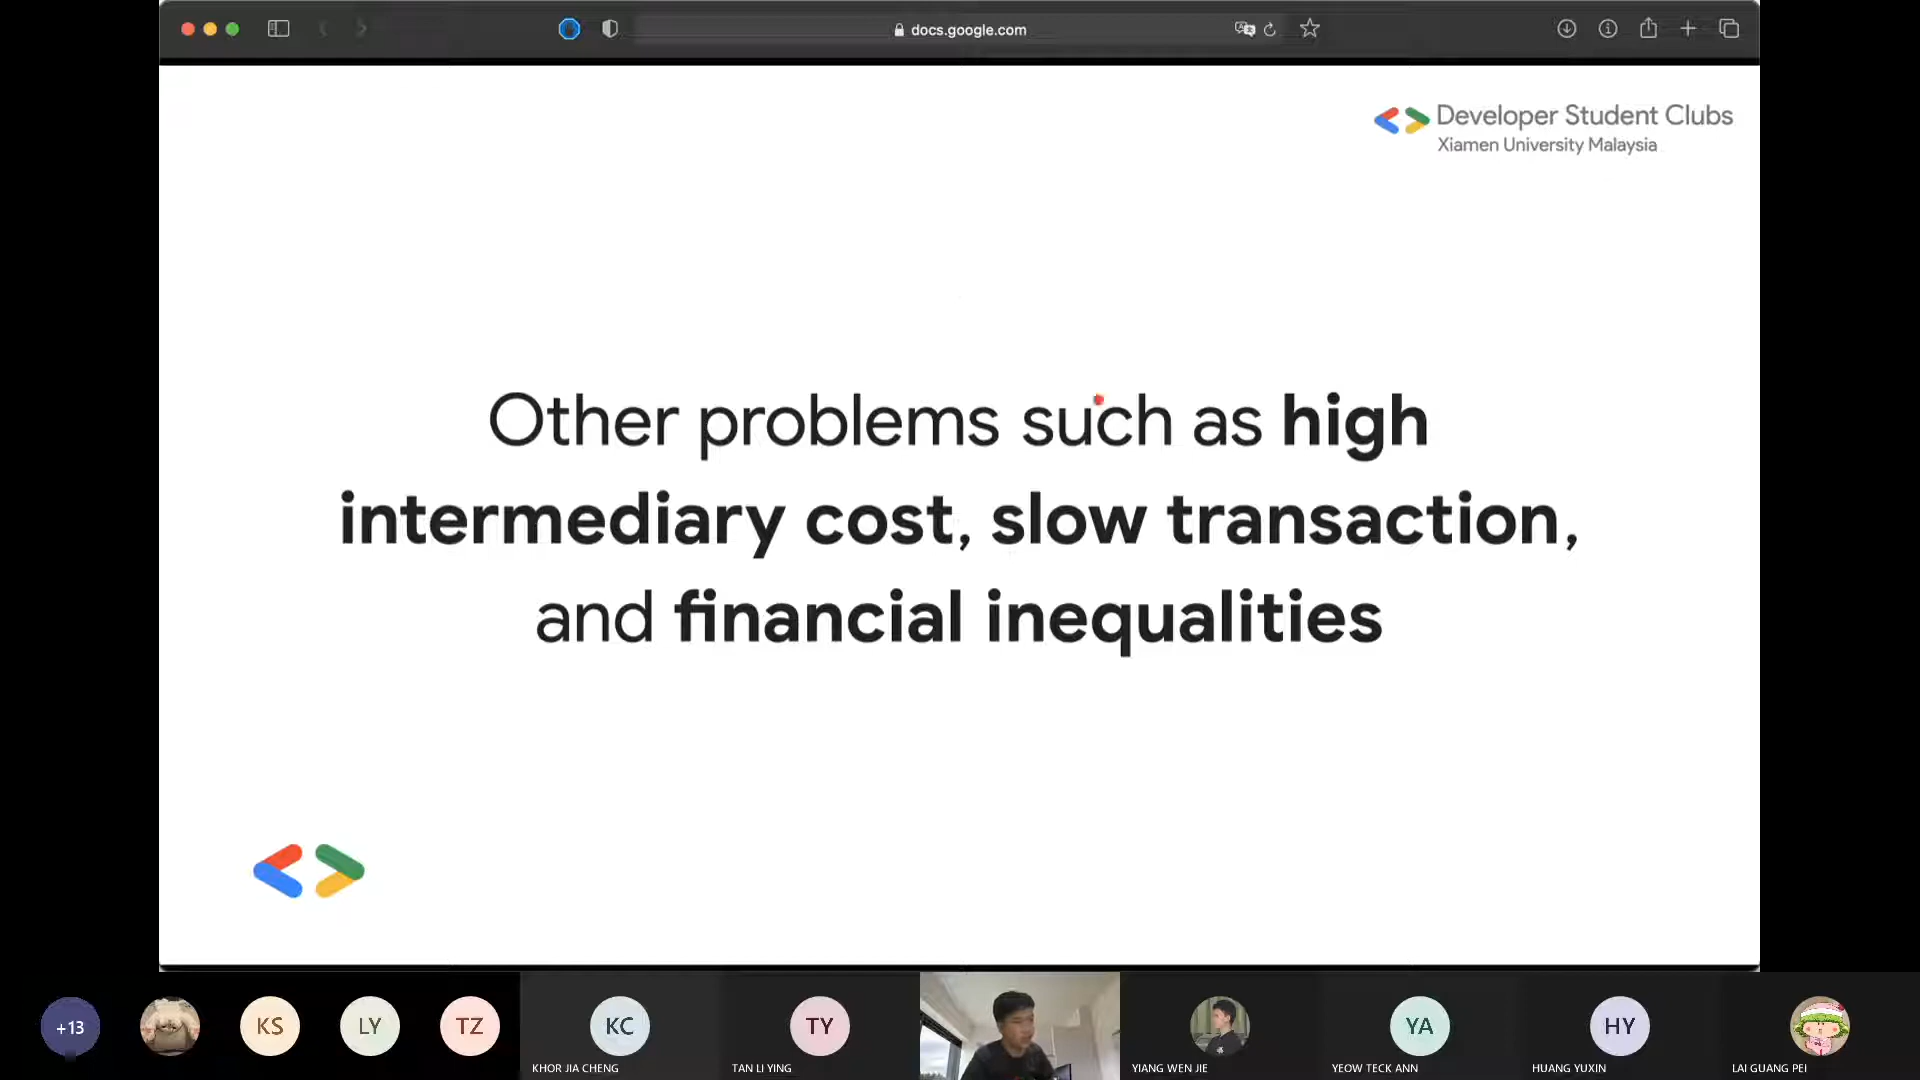 docs.google.com
Developer Student Clubs
Xiamen University Malaysia
Other problems such as high
intermediary cost, slow transaction,
and financial inequalities
+13
KS
LY
TZ
KC
KHOR JIA CHENG
TY
TAN LI YING
YIANG WEN JIE
YA
YEOW TECK ANN
HY
HUANG YUXIN
LAI GUANG PEI